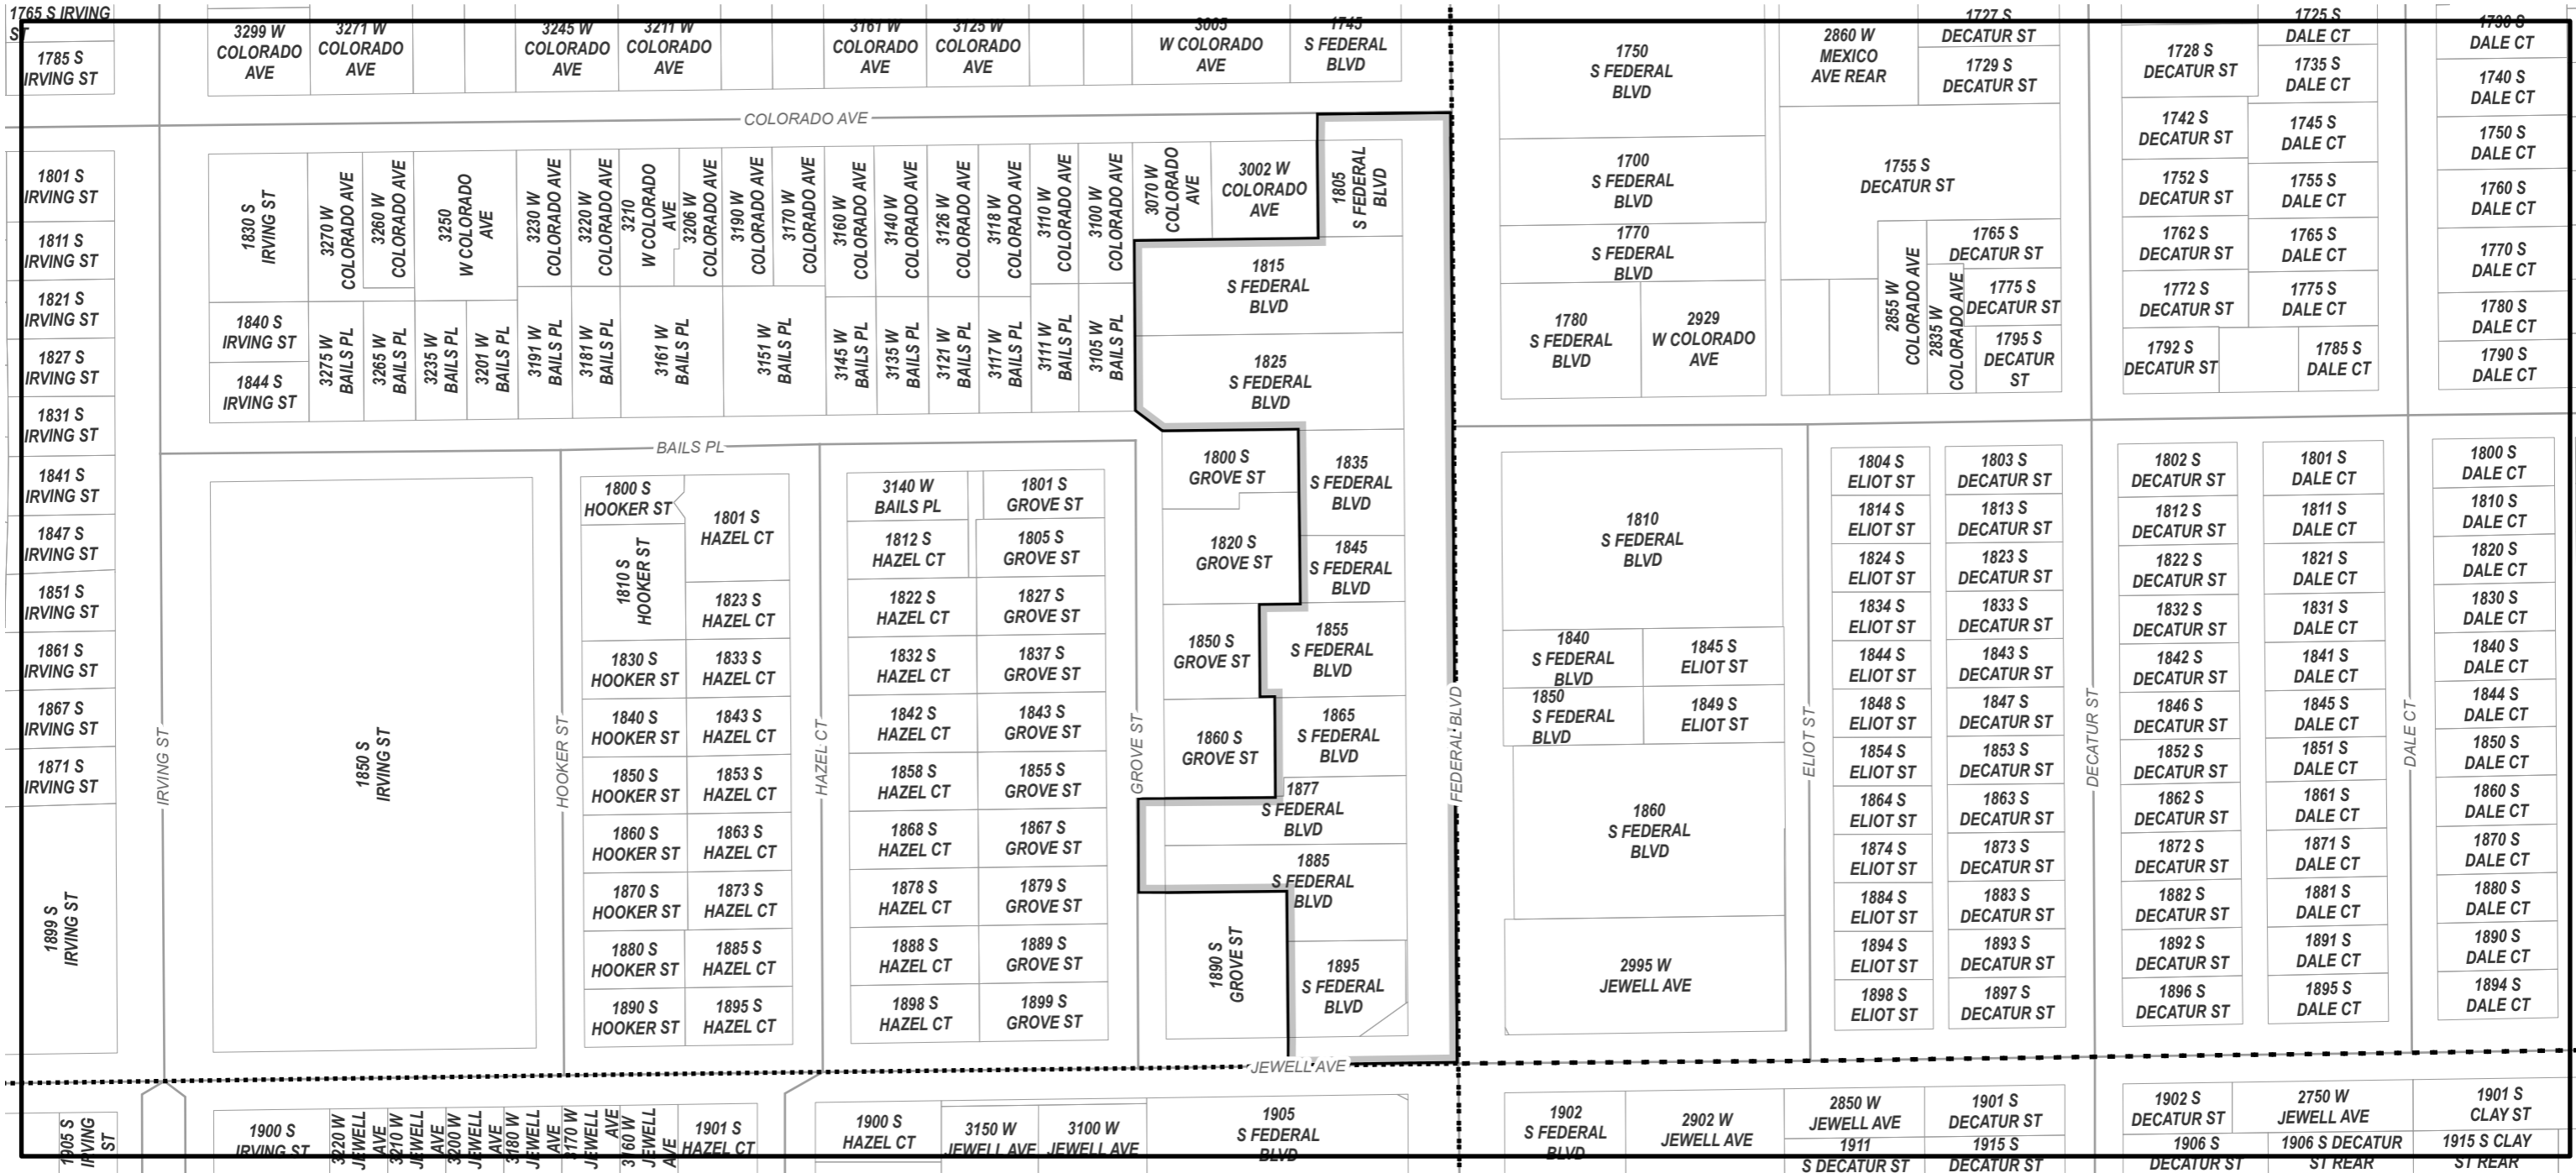 1765 S IRVING
ST
1785 S
IRVING ST
3299 W
COLORADO
AVE
3271 W
COLORADO
AVE
3245 W
COLORADO
AVE
3211 W
COLORADO
AVE
3161 W
COLORADO
AVE
3125 W
COLORADO
AVE
3005
W COLORADO
AVE
1745
S FEDERAL
BLVD
1750
S FEDERAL
BLVD
2860 W
MEXICO
AVE REAR
1727 S
DECATUR ST
1729 S
DECATUR ST
1728 S
DECATUR ST
1725 S
DALE CT
1735 S
DALE CT
1730 S
DALE CT
1740 S
DALE CT
COLORADO AVE
1801 S
IRVING ST
1811 S
IRVING ST
1821 S
IRVING ST
1827 S
IRVING ST
1831 S
IRVING ST
1841 S
IRVING ST
1847 S
IRVING ST
1851 S
IRVING ST
1861 S
IRVING ST
1867 S
IRVING ST
1871 S
IRVING ST
1899 S
IRVING ST
IRVING ST
1830 S
IRVING ST
1840 S
IRVING ST
1844 S
IRVING ST
3270 W
COLORADO AVE
3260 W
COLORADO AVE
3250
W COLORADO
AVE
3230 W
COLORADO AVE
3220 W
COLORADO AVE
3210
W COLORADO
AVE
3206 W
COLORADO AVE
3190 W
COLORADO AVE
3170 W
COLORADO AVE
3160 W
COLORADO AVE
3140 W
COLORADO AVE
3126 W
COLORADO AVE
3118 W
COLORADO AVE
3110 W
COLORADO AVE
3100 W
COLORADO AVE
3070 W
COLORADO
AVE
3002 W
COLORADO
AVE
1805
S FEDERAL
BLVD
3275 W
BAILS PL
3265 W
BAILS PL
3235 W
BAILS PL
3201 W
BAILS PL
3191 W
BAILS PL
3181 W
BAILS PL
3161 W
BAILS PL
3151 W
BAILS PL
3145 W
BAILS PL
3135 W
BAILS PL
3121 W
BAILS PL
3117 W
BAILS PL
3111 W
BAILS PL
3105 W
BAILS PL
1815
S FEDERAL
BLVD
1825
S FEDERAL
BLVD
BAILS PL
1850 S
IRVING ST
HOOKER ST
1800 S
HOOKER ST
1810 S
HOOKER ST
1830 S
HOOKER ST
1840 S
HOOKER ST
1850 S
HOOKER ST
1860 S
HOOKER ST
1870 S
HOOKER ST
1880 S
HOOKER ST
1890 S
HOOKER ST
1801 S
HAZEL CT
1823 S
HAZEL CT
1833 S
HAZEL CT
1843 S
HAZEL CT
1853 S
HAZEL CT
1863 S
HAZEL CT
1873 S
HAZEL CT
1885 S
HAZEL CT
1895 S
HAZEL CT
HAZEL CT
3140 W
BAILS PL
1812 S
HAZEL CT
1822 S
HAZEL CT
1832 S
HAZEL CT
1842 S
HAZEL CT
1858 S
HAZEL CT
1868 S
HAZEL CT
1878 S
HAZEL CT
1888 S
HAZEL CT
1898 S
HAZEL CT
1801 S
GROVE ST
1805 S
GROVE ST
1827 S
GROVE ST
1837 S
GROVE ST
1843 S
GROVE ST
1855 S
GROVE ST
1867 S
GROVE ST
1879 S
GROVE ST
1889 S
GROVE ST
1899 S
GROVE ST
GROVE ST
1800 S
GROVE ST
1820 S
GROVE ST
1850 S
GROVE ST
1860 S
GROVE ST
1890 S
GROVE ST
1835
S FEDERAL
BLVD
1845
S FEDERAL
BLVD
1855
S FEDERAL
BLVD
1865
S FEDERAL
BLVD
1877
S FEDERAL
BLVD
1885
S FEDERAL
BLVD
1895
S FEDERAL
BLVD
FEDERAL BLVD
1700
S FEDERAL
BLVD
1770
S FEDERAL
BLVD
1780
S FEDERAL
BLVD
2929
W COLORADO
AVE
1755 S
DECATUR ST
2855 W
COLORADO AVE
2835 W
COLORADO AVE
1765 S
DECATUR ST
1775 S
DECATUR ST
1795 S
DECATUR
ST
1742 S
DECATUR ST
1752 S
DECATUR ST
1762 S
DECATUR ST
1772 S
DECATUR ST
1792 S
DECATUR ST
1745 S
DALE CT
1755 S
DALE CT
1765 S
DALE CT
1775 S
DALE CT
1785 S
DALE CT
1750 S
DALE CT
1760 S
DALE CT
1770 S
DALE CT
1780 S
DALE CT
1790 S
DALE CT
1810
S FEDERAL
BLVD
1840
S FEDERAL
BLVD
1845 S
ELIOT ST
1850
S FEDERAL
BLVD
1849 S
ELIOT ST
1860
S FEDERAL
BLVD
2995 W
JEWELL AVE
ELIOT ST
1804 S
ELIOT ST
1814 S
ELIOT ST
1824 S
ELIOT ST
1834 S
ELIOT ST
1844 S
ELIOT ST
1848 S
ELIOT ST
1854 S
ELIOT ST
1864 S
ELIOT ST
1874 S
ELIOT ST
1884 S
ELIOT ST
1894 S
ELIOT ST
1898 S
ELIOT ST
1803 S
DECATUR ST
1813 S
DECATUR ST
1823 S
DECATUR ST
1833 S
DECATUR ST
1843 S
DECATUR ST
1847 S
DECATUR ST
1853 S
DECATUR ST
1863 S
DECATUR ST
1873 S
DECATUR ST
1883 S
DECATUR ST
1893 S
DECATUR ST
1897 S
DECATUR ST
DECATUR ST
1802 S
DECATUR ST
1812 S
DECATUR ST
1822 S
DECATUR ST
1832 S
DECATUR ST
1842 S
DECATUR ST
1846 S
DECATUR ST
1852 S
DECATUR ST
1862 S
DECATUR ST
1872 S
DECATUR ST
1882 S
DECATUR ST
1892 S
DECATUR ST
1896 S
DECATUR ST
1801 S
DALE CT
1811 S
DALE CT
1821 S
DALE CT
1831 S
DALE CT
1841 S
DALE CT
1845 S
DALE CT
1851 S
DALE CT
1861 S
DALE CT
1871 S
DALE CT
1881 S
DALE CT
1891 S
DALE CT
1895 S
DALE CT
DALE CT
1800 S
DALE CT
1810 S
DALE CT
1820 S
DALE CT
1830 S
DALE CT
1840 S
DALE CT
1844 S
DALE CT
1850 S
DALE CT
1860 S
DALE CT
1870 S
DALE CT
1880 S
DALE CT
1890 S
DALE CT
1894 S
DALE CT
JEWELL AVE
1905 S
IRVING
ST
1900 S
IRVING ST
3220 W
JEWELL
AVE
3210 W
JEWELL
AVE
3200 W
JEWELL
AVE
3180 W
JEWELL
AVE
3170 W
JEWELL
AVE
3160 W
JEWELL
AVE
1901 S
HAZEL CT
1900 S
HAZEL CT
3150 W
JEWELL AVE
3100 W
JEWELL AVE
1905
S FEDERAL
BLVD
1902
S FEDERAL
BLVD
2902 W
JEWELL AVE
2850 W
JEWELL AVE
1911
S DECATUR ST
1901 S
DECATUR ST
1915 S
DECATUR ST
1902 S
DECATUR ST
1906 S
DECATUR ST
2750 W
JEWELL AVE
1906 S DECATUR
ST REAR
1901 S
CLAY ST
1915 S CLAY
ST REAR